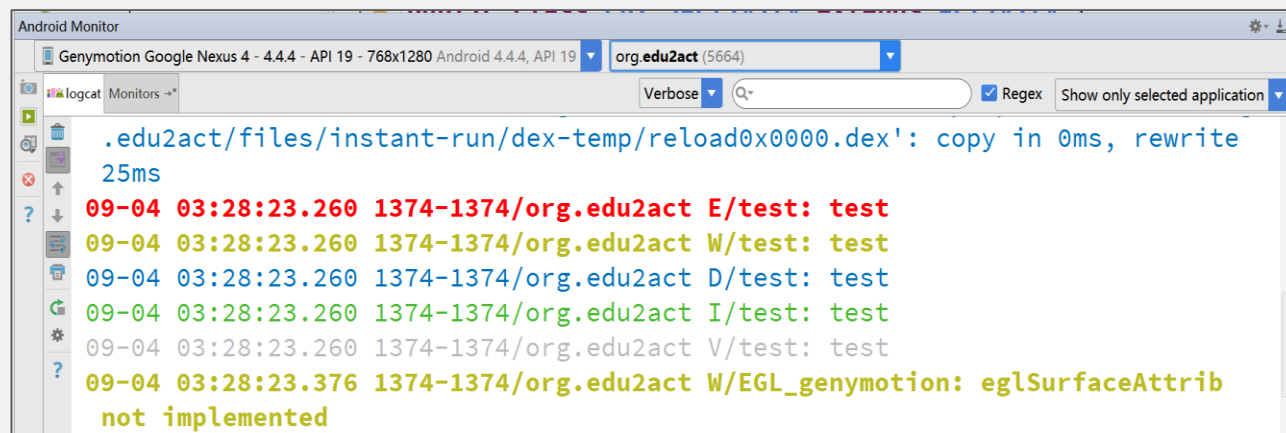 Android Monitor
Genymotion Google Nexus 4 - 4.4.4 - API 19 - 768x1280 Android 4.4.4, API 19
org.edu2act (5664)
logcat Monitors →*
Verbose
Regex
Show only selected application
.edu2act/files/instant-run/dex-temp/reload0x0000.dex': copy in 0ms, rewrite
25ms
09-04 03:28:23.260 1374-1374/org.edu2act E/test: test
09-04 03:28:23.260 1374-1374/org.edu2act W/test: test
09-04 03:28:23.260 1374-1374/org.edu2act D/test: test
09-04 03:28:23.260 1374-1374/org.edu2act I/test: test
09-04 03:28:23.260 1374-1374/org.edu2act V/test: test
09-04 03:28:23.376 1374-1374/org.edu2act W/EGL_genymotion: eglSurfaceAttrib
not implemented